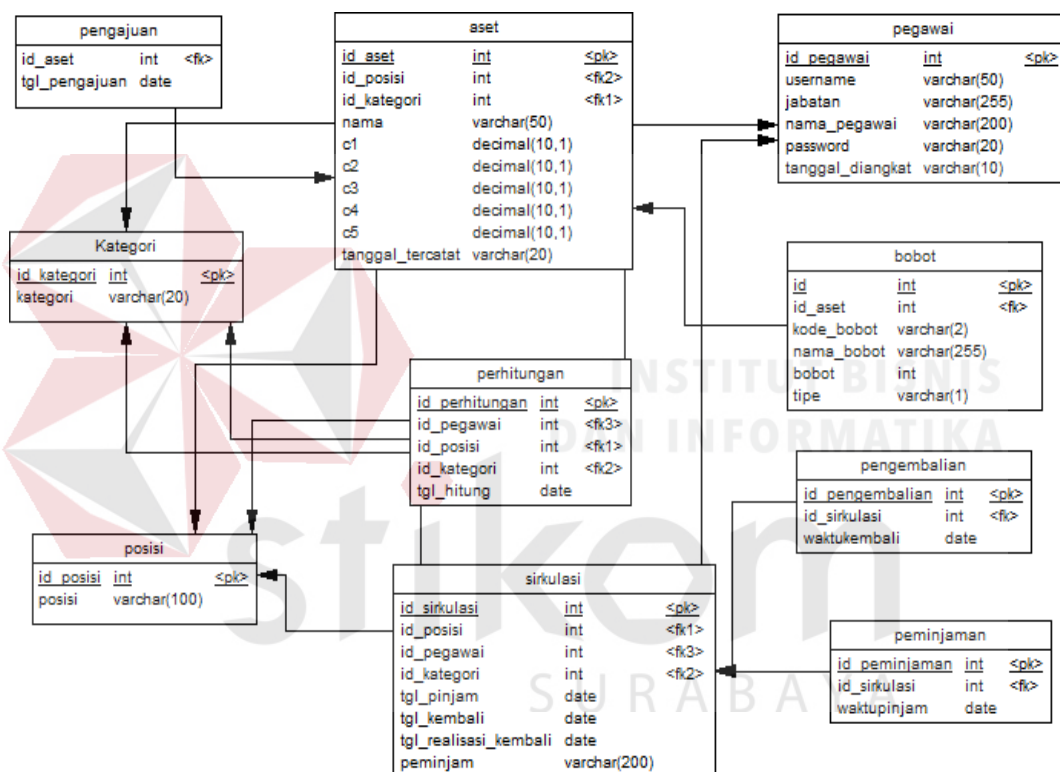 pengajuan
id_aset int <fk>
tgl_pengajuan date
aset
id_aset int <pk>
id_posisi int <fk2>
id_kategori int <fk1>
nama varchar(50)
c1 decimal(10,1)
c2 decimal(10,1)
c3 decimal(10,1)
c4 decimal(10,1)
c5 decimal(10,1)
tanggal_tercatat varchar(20)
pegawai
id_pegawai int <pk>
username varchar(50)
jabatan varchar(255)
nama_pegawai varchar(200)
password varchar(20)
tanggal_diangkat varchar(10)
Kategori
id_kategori int <pk>
kategori varchar(20)
bobot
id int <pk>
id_aset int <fk>
kode_bobot varchar(2)
nama_bobot varchar(255)
bobot int
tipe varchar(1)
perhitungan
id_perhitungan int <pk>
id_pegawai int <fk3>
id_posisi int <fk1>
id_kategori int <fk2>
tgl_hitung date
INSTITUT BISNIS
DAN INFORMATIKA
pengembalian
id_pengembalian int <pk>
id_sirkulasi int <fk>
waktukembali date
posisi
id_posisi int <pk>
posisi varchar(100)
stikom
SURABAYA
sirkulasi
id_sirkulasi int <pk>
id_posisi int <fk1>
id_pegawai int <fk3>
id_kategori int <fk2>
tgl_pinjam date
tgl_kembali date
tgl_realisasi_kembali date
peminjam varchar(200)
peminjaman
id_peminjaman int <pk>
id_sirkulasi int <fk>
waktupinjam date